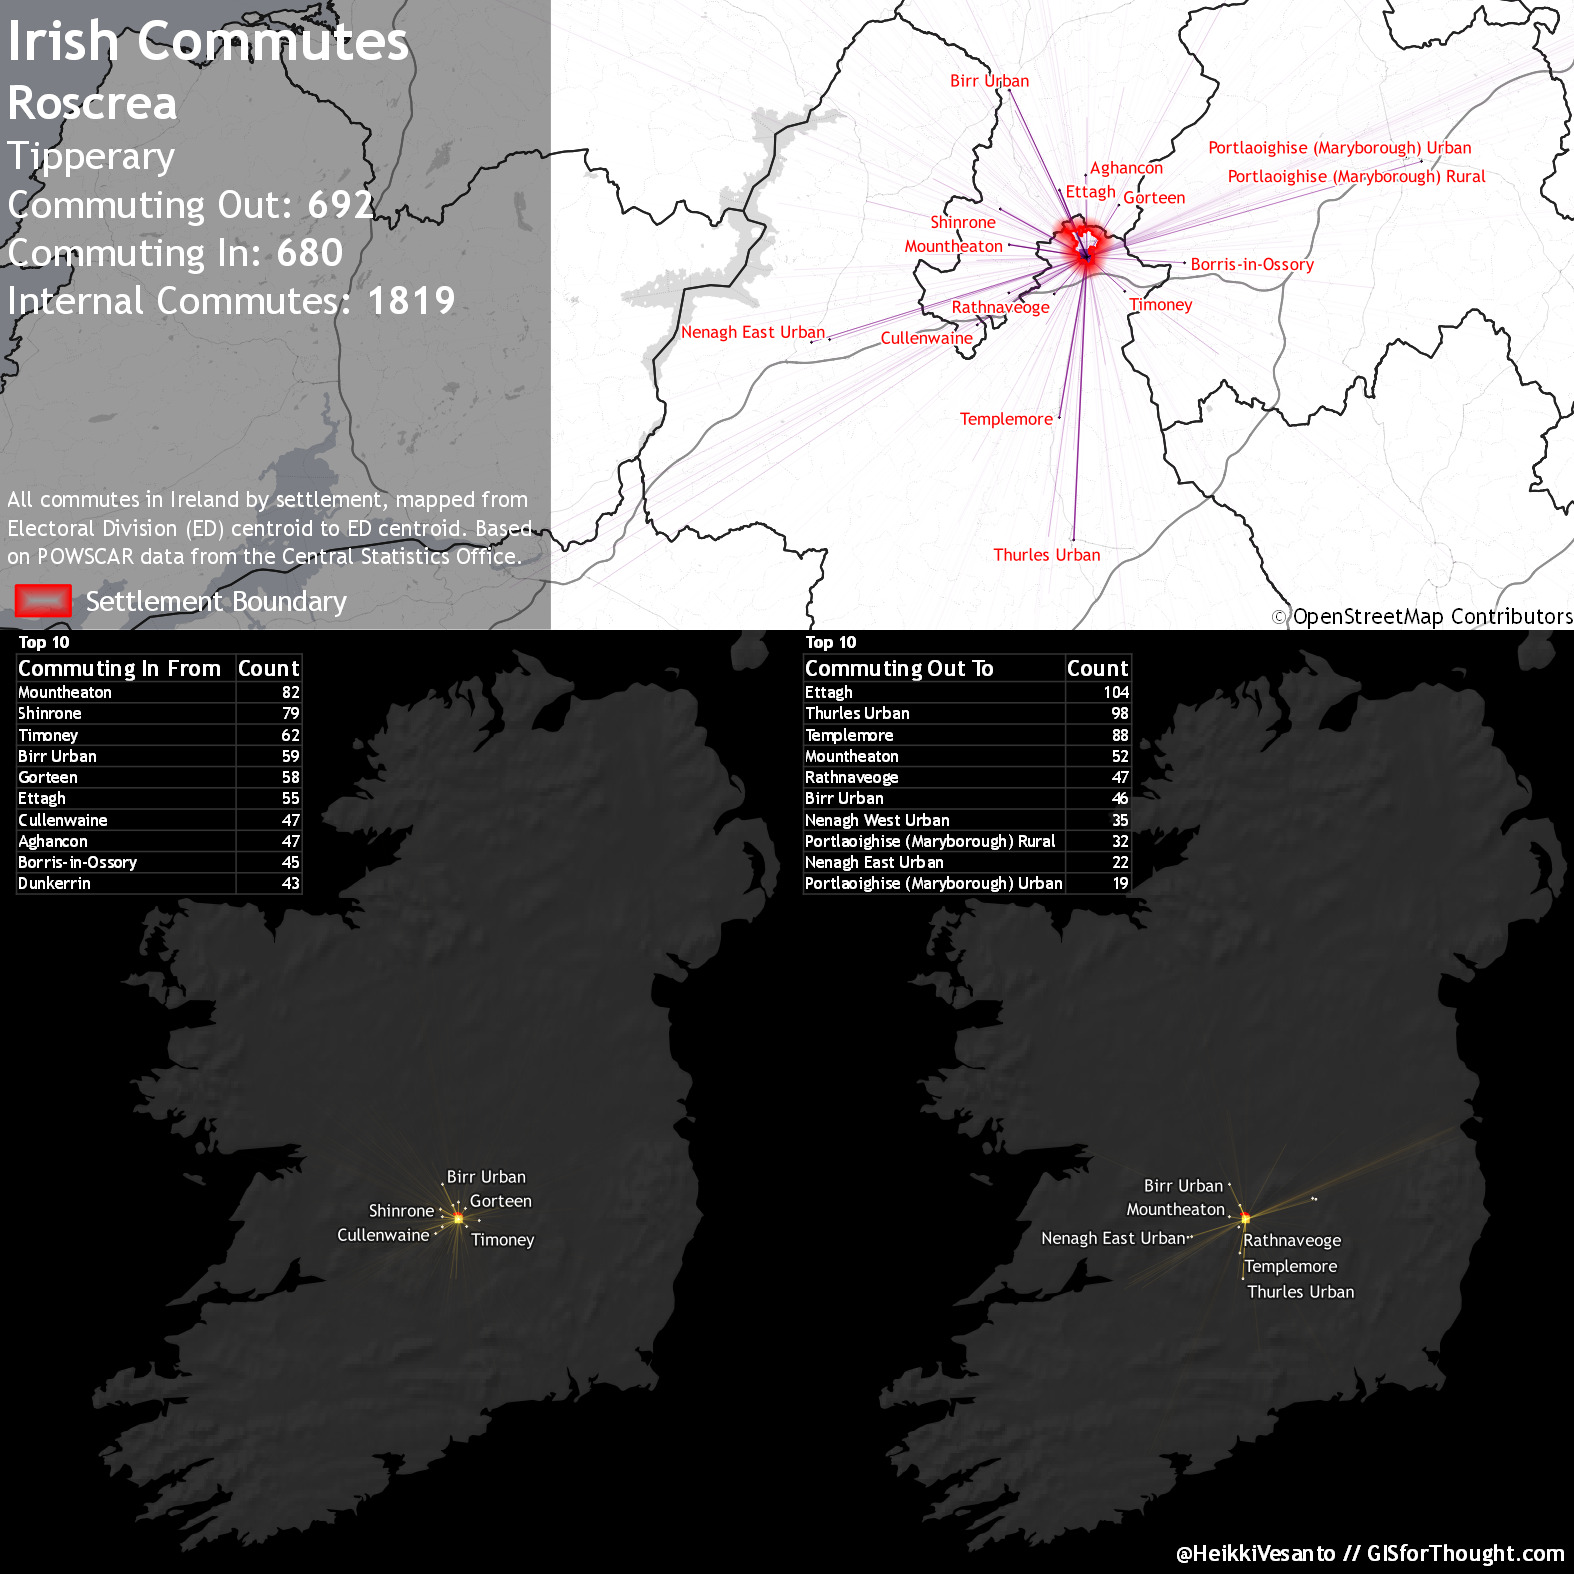 Irish Commutes
Roscrea
Tipperary
Commuting Out: 692
Commuting In: 680
Internal Commutes: 1819
All commutes in Ireland by settlement, mapped from
Electoral Division (ED) centroid to ED centroid. Based
on POWSCAR data from the Central Statistics Office.
Settlement Boundary
Birr Urban
Portlaoighise (Maryborough) Urban
Aghancon
Portlaoighise (Maryborough) Rural
Ettagh
Gorteen
Shinrone
Mountheaton
Borris-in-Ossory
Rathnaveoge
Timoney
Nenagh East Urban
Cullenwaine
Templemore
Thurles Urban
© OpenStreetMap Contributors
Top 10
Commuting In From Count
Mountheaton 82
Shinrone 79
Timoney 62
Birr Urban 59
Gorteen 58
Ettagh 55
Cullenwaine 47
Aghancon 47
Borris-in-Ossory 45
Dunkerrin 43
Top 10
Commuting Out To Count
Ettagh 104
Thurles Urban 98
Templemore 88
Mountheaton 52
Rathnaveoge 47
Birr Urban 46
Nenagh West Urban 35
Portlaoighise (Maryborough) Rural 32
Nenagh East Urban 22
Portlaoighise (Maryborough) Urban 19
Birr Urban
Gorteen
Shinrone
Cullenwaine
Timoney
Birr Urban
Mountheaton
Nenagh East Urban
Rathnaveoge
Templemore
Thurles Urban
@HeikkiVesanto // GISforThought.com